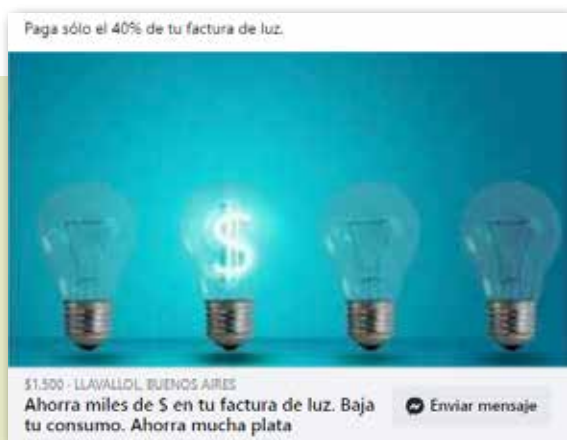 Paga sólo el 40% de tu factura de luz.
$
$1.500 - LLAVALLOL, BUENOS AIRES
Ahorra miles de $ en tu factura de luz. Baja
tu consumo. Ahorra mucha plata
Enviar mensaje